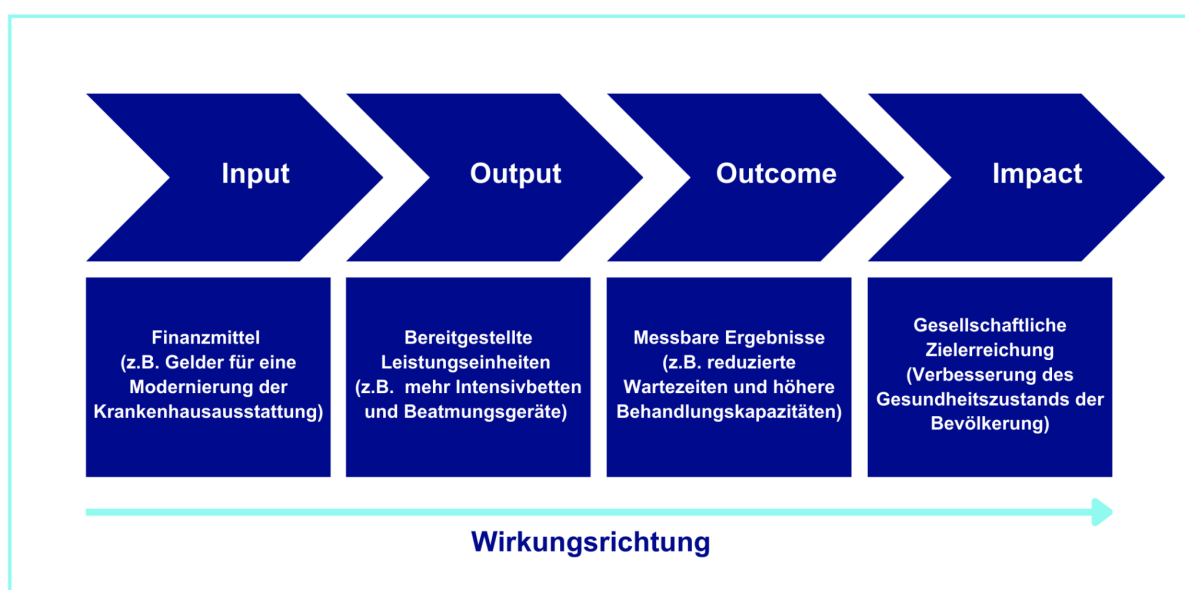 Input
Output
Outcome
Impact
Finanzmittel
(z.B. Gelder für eine
Modernierung der
Krankenhausausstattung)
Bereitgestellte
Leistungseinheiten
(z.B.  mehr Intensivbetten
und Beatmungsgeräte)
Messbare Ergebnisse
(z.B. reduzierte
Wartezeiten und höhere
Behandlungskapazitäten)
Gesellschaftliche
Zielerreichung
(Verbesserung des
Gesundheitszustands der
Bevölkerung)
Wirkungsrichtung